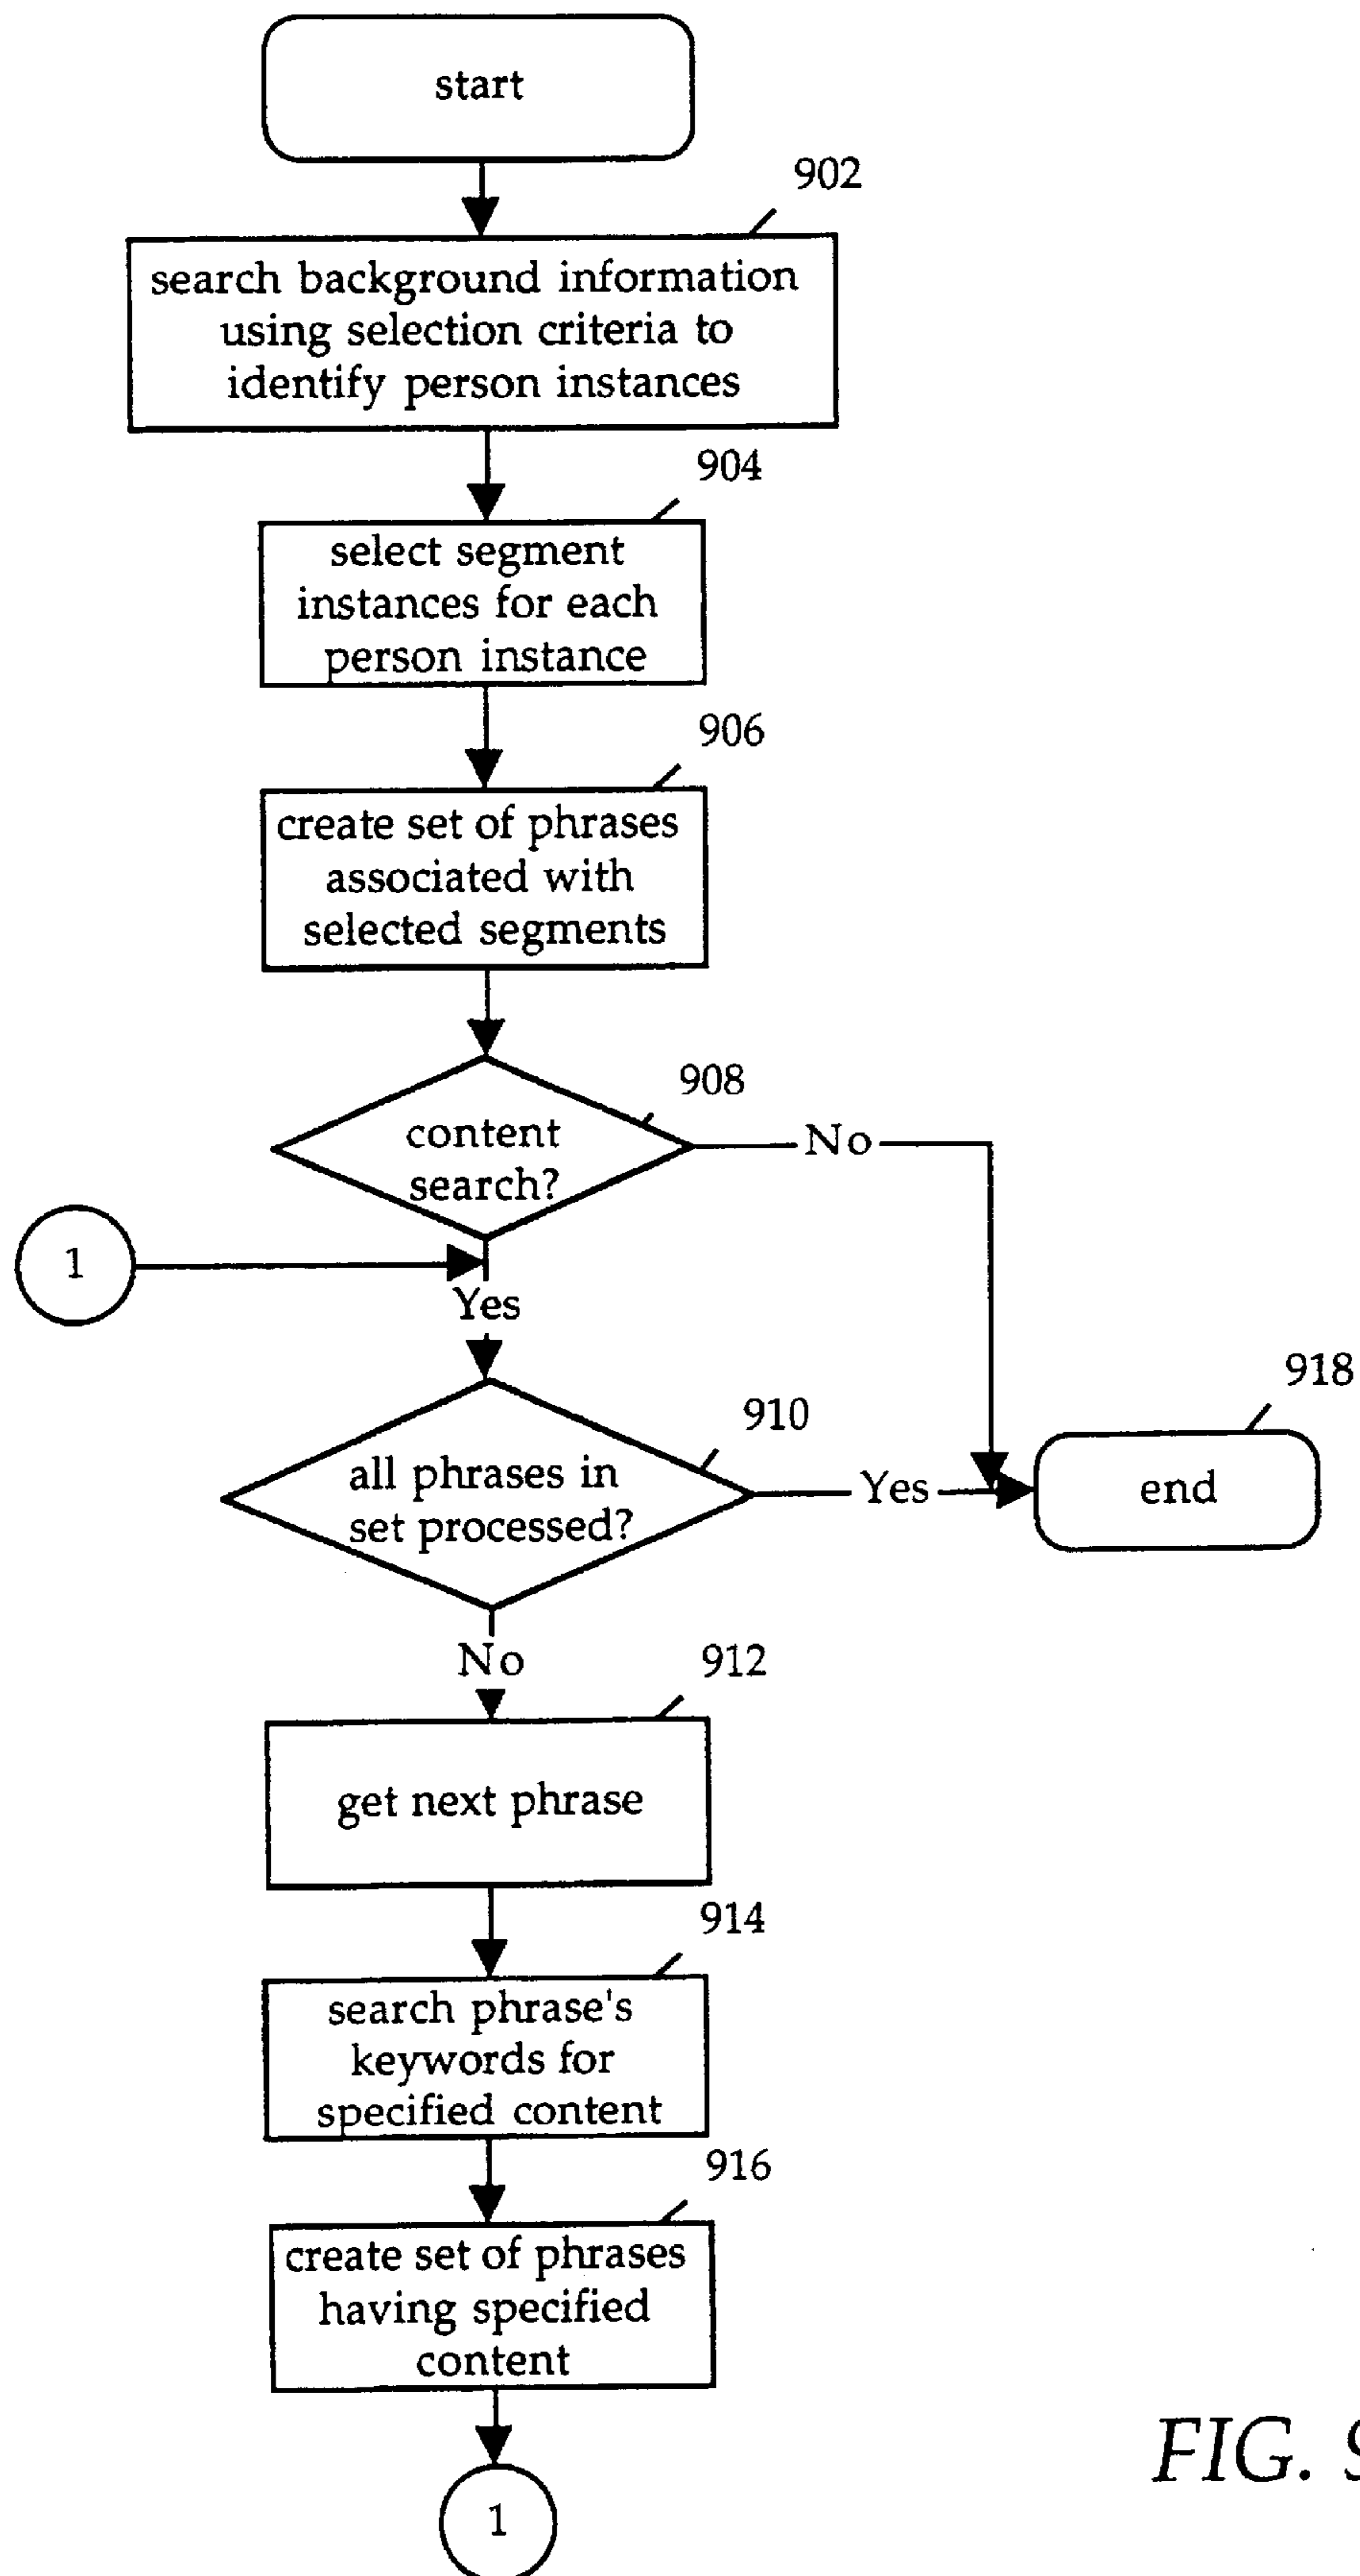 start
902
search background information
using selection criteria to
identify person instances
904
select segment
instances for each
person instance
906
create set of phrases
associated with
selected segments
908
content
search?
No
1
Yes
918
910
all phrases in
set processed?
Yes
end
No
912
get next phrase
914
search phrase's
keywords for
specified content
916
create set of phrases
having specified
content
FIG. 9
1